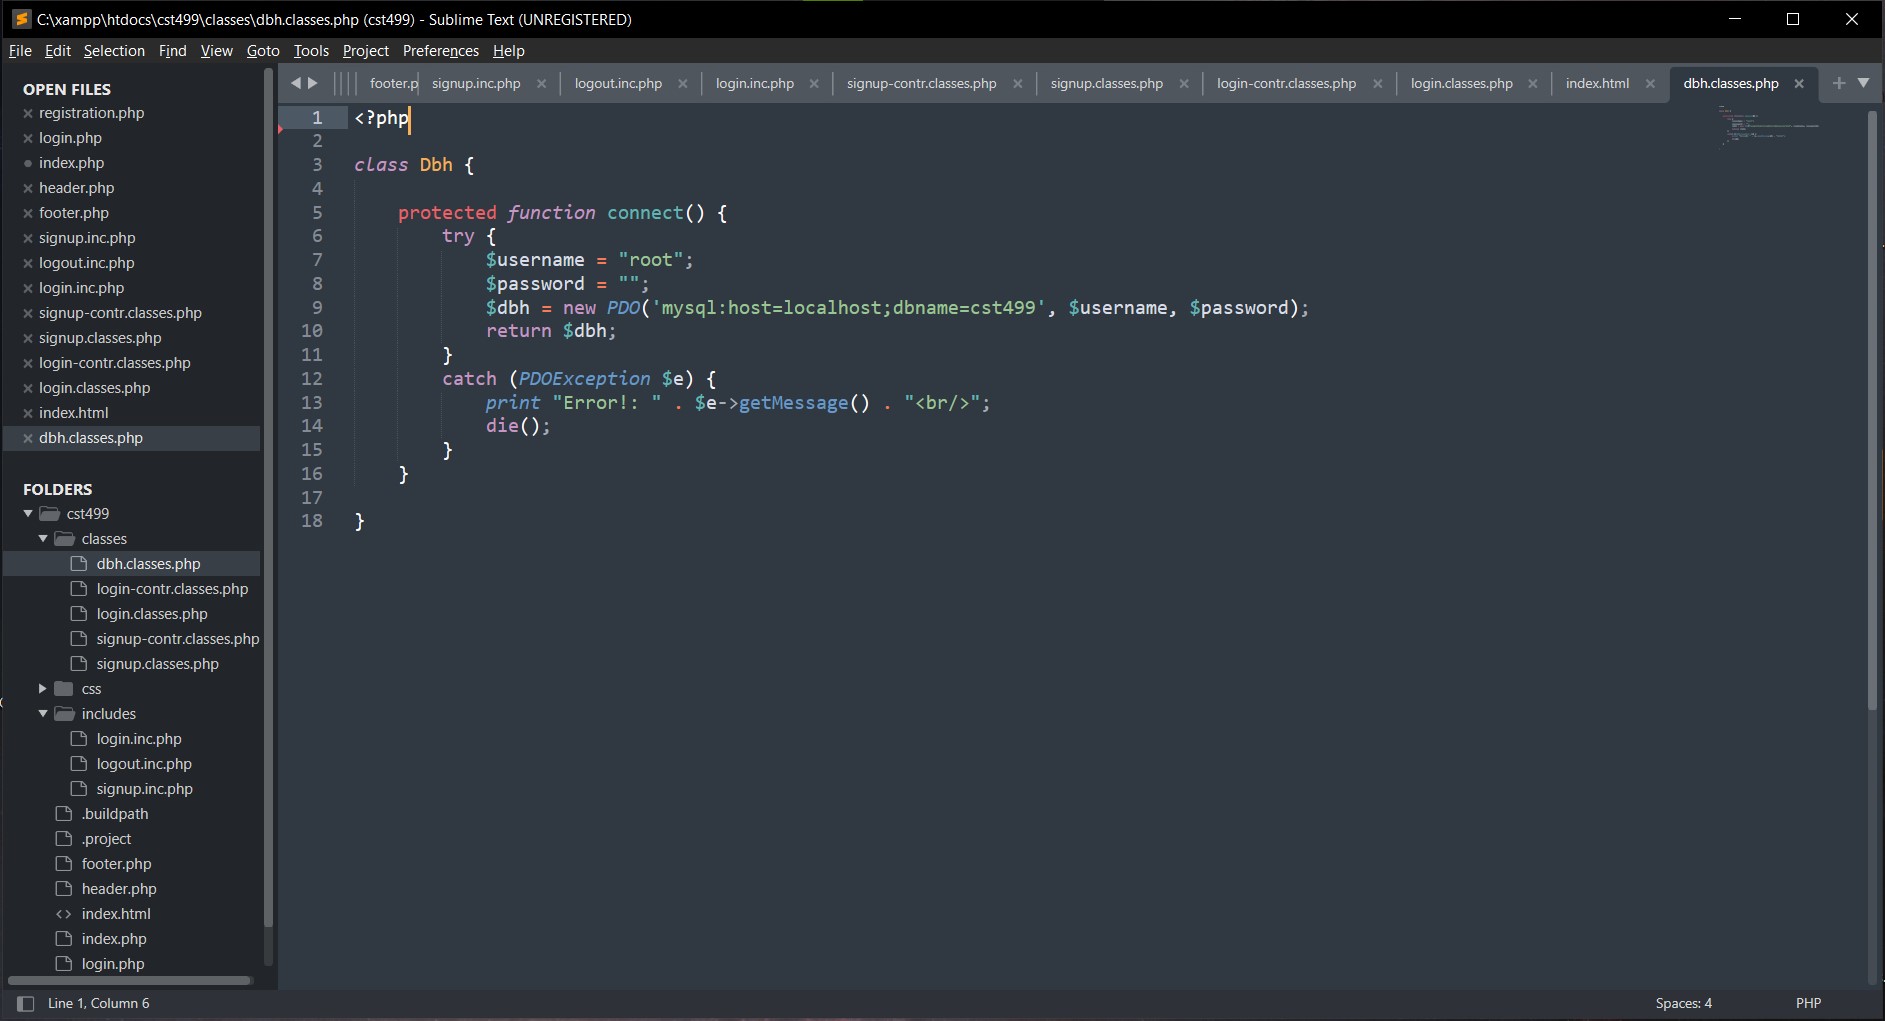 C:\xampp\htdocs\cst499\classes\dbh.classes.php (cst499) - Sublime Text (UNREGISTERED)
File Edit Selection Find View Goto Tools Project Preferences Help
OPEN FILES
registration.php
login.php
index.php
header.php
footer.php
signup.inc.php
logout.inc.php
login.inc.php
signup-contr.classes.php
signup.classes.php
login-contr.classes.php
login.classes.php
index.html
dbh.classes.php
FOLDERS
cst499
classes
dbh.classes.php
login-contr.classes.php
login.classes.php
signup-contr.classes.php
signup.classes.php
css
includes
login.inc.php
logout.inc.php
signup.inc.php
.buildpath
.project
footer.php
header.php
<> index.html
index.php
login.php
footer.p signup.inc.php logout.inc.php login.inc.php signup-contr.classes.php signup.classes.php login-contr.classes.php login.classes.php index.html dbh.classes.php
1 <?php
2
3 class Dbh {
4
5     protected function connect() {
6         try {
7             $username = "root";
8             $password = "";
9             $dbh = new PDO('mysql:host=localhost;dbname=cst499', $username, $password);
10             return $dbh;
11         }
12         catch (PDOException $e) {
13             print "Error!: " . $e->getMessage() . "<br/>";
14             die();
15         }
16     }
17
18 }
Line 1, Column 6 Spaces: 4 PHP